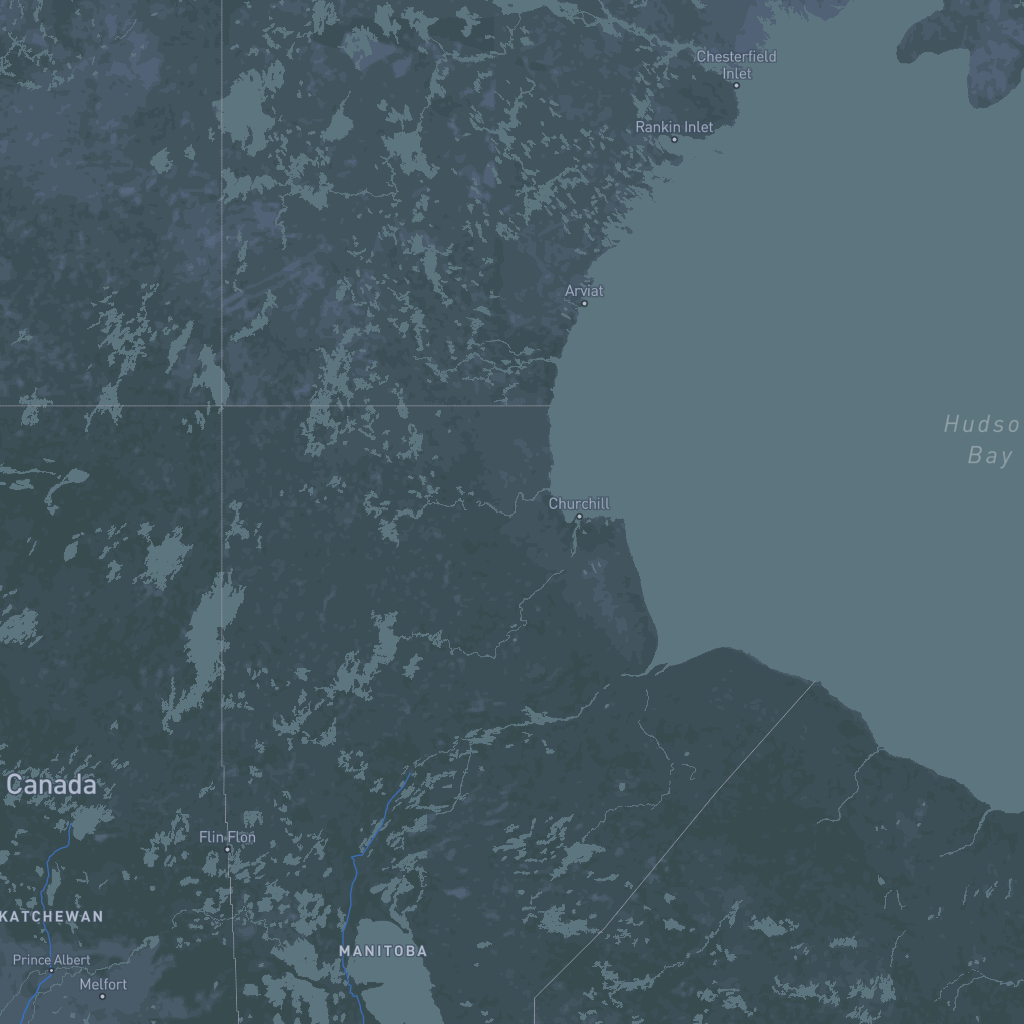 Chesterfield
Inlet
Rankin Inlet
Arviat
Hudso
Bay
Churchill
Canada
Flin Flon
KATCHEWAN
MANITOBA
Prince Albert
Melfort